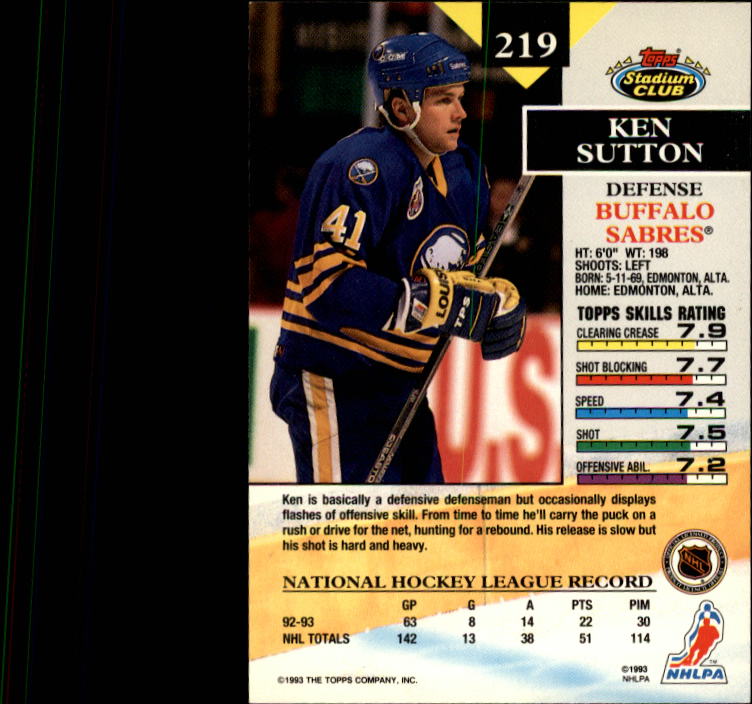 219
Topps
Stadium
CLUB
KEN
SUTTON
DEFENSE
BUFFALO
SABRES®
HT: 6'0" WT: 198
SHOOTS: LEFT
BORN: 5-11-69, EDMONTON, ALTA.
HOME: EDMONTON, ALTA.
TOPPS SKILLS RATING
CLEARING CREASE 7.9
SHOT BLOCKING 7.7
SPEED 7.4
SHOT 7.5
OFFENSIVE ABIL. 7.2
CCM
41
LOUIS
TPS
U.S.
Ken is basically a defensive defenseman but occasionally displays
flashes of offensive skill. From time to time he'll carry the puck on a
rush or drive for the net, hunting for a rebound. His release is slow but
his shot is hard and heavy.
NHL
NATIONAL HOCKEY LEAGUE RECORD
GP G A PTS PIM
92-93 63 8 14 22 30
NHL TOTALS 142 13 38 51 114
©1993 THE TOPPS COMPANY, INC.
©1993
NHLPA
NHLPA™